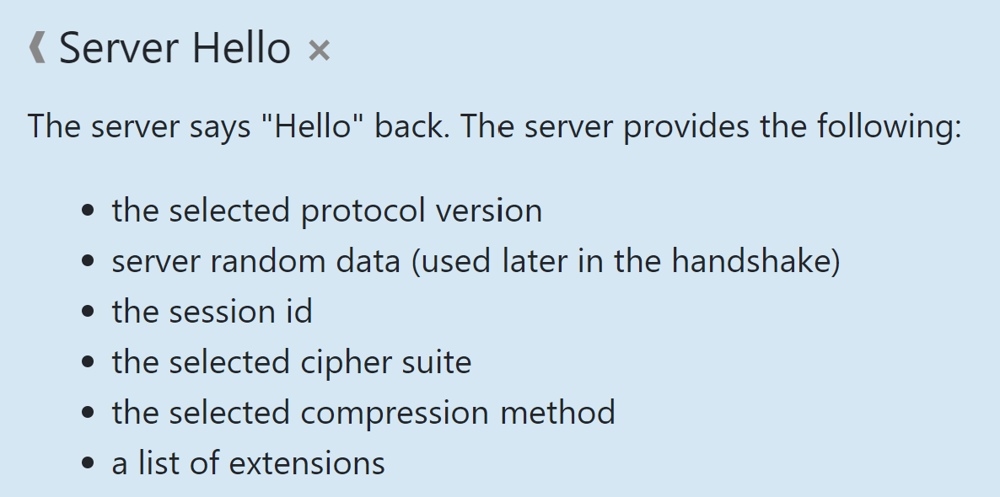 Server Hello ×
The server says "Hello" back. The server provides the following:
• the selected protocol version
• server random data (used later in the handshake)
• the session id
• the selected cipher suite
• the selected compression method
• a list of extensions